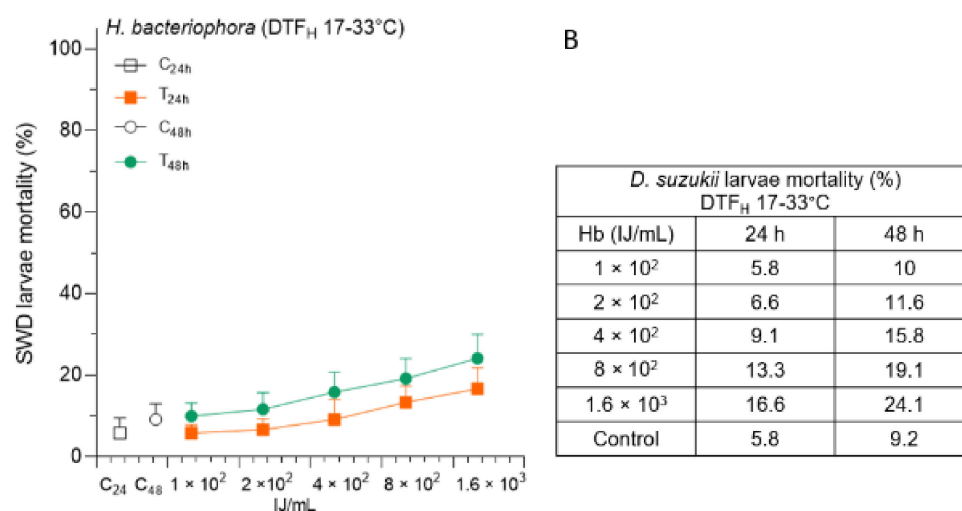 H. bacteriophora (DTF_H 17-33°C)
B
100
80
60
40
20
0
SWD larvae mortality (%)
C₂₄ₕ
T₂₄ₕ
C₄₈ₕ
T₄₈ₕ
C₂₄ C₄₈ 1 × 10² 2×10² 4 × 10² 8 × 10² 1.6 × 10³
IJ/mL
D. suzukii larvae mortality (%)
DTF_H 17-33°C
Hb (IJ/mL) 24 h 48 h
1 × 10² 5.8 10
2 × 10² 6.6 11.6
4 × 10² 9.1 15.8
8 × 10² 13.3 19.1
1.6 × 10³ 16.6 24.1
Control 5.8 9.2